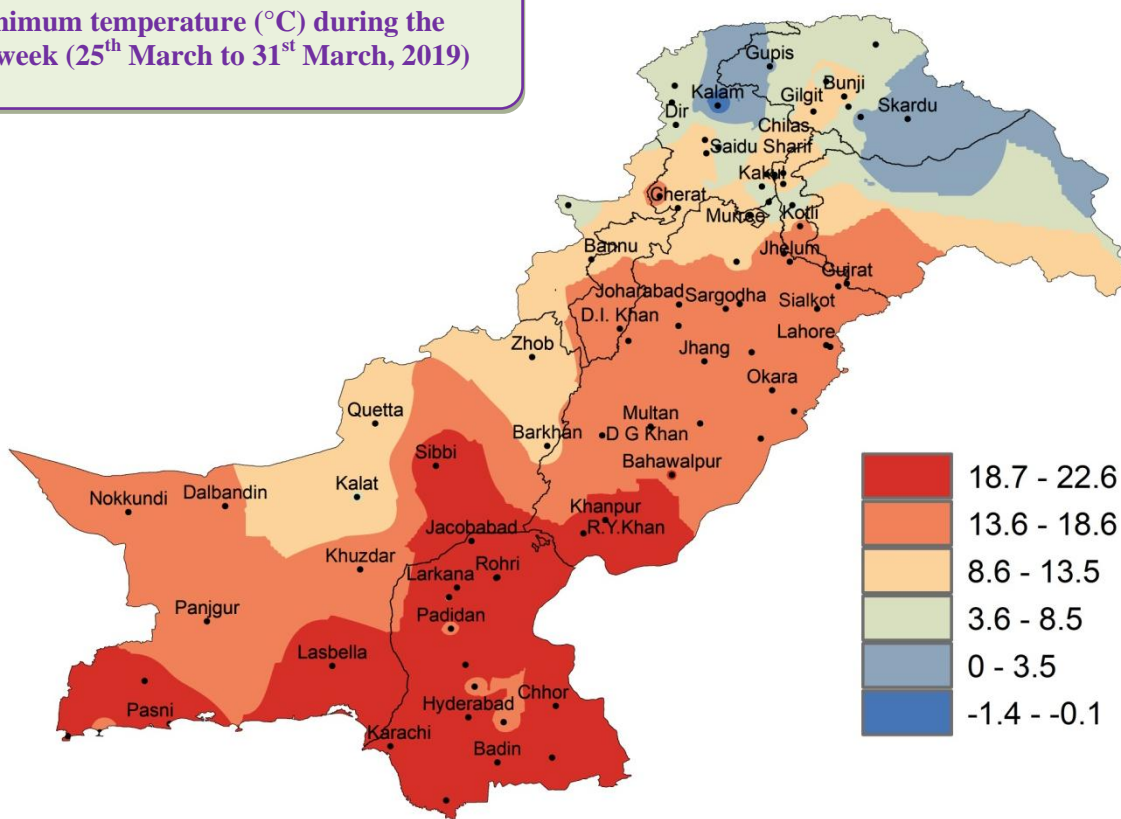 nimum temperature (°C) during the
week (25th March to 31st March, 2019)
Gupis
Kalam
Gilgit
Bunji
Skardu
Dir
Chilas
Saidu Sharif
Kakul
Cherat
Murree
Kotli
Bannu
Jhelum
Gujrat
Joharabad
Sargodha
Sialkot
D.I. Khan
Lahore
Zhob
Jhang
Okara
Quetta
Multan
Barkhan
D G Khan
Sibbi
Bahawalpur
Nokkundi
Dalbandin
Kalat
Khanpur
R.Y.Khan
Jacobabad
Khuzdar
Rohri
Larkana
Panjgur
Padidan
Lasbella
Pasni
Hyderabad
Chhor
Karachi
Badin
18.7 - 22.6
13.6 - 18.6
8.6 - 13.5
3.6 - 8.5
0 - 3.5
-1.4 - -0.1